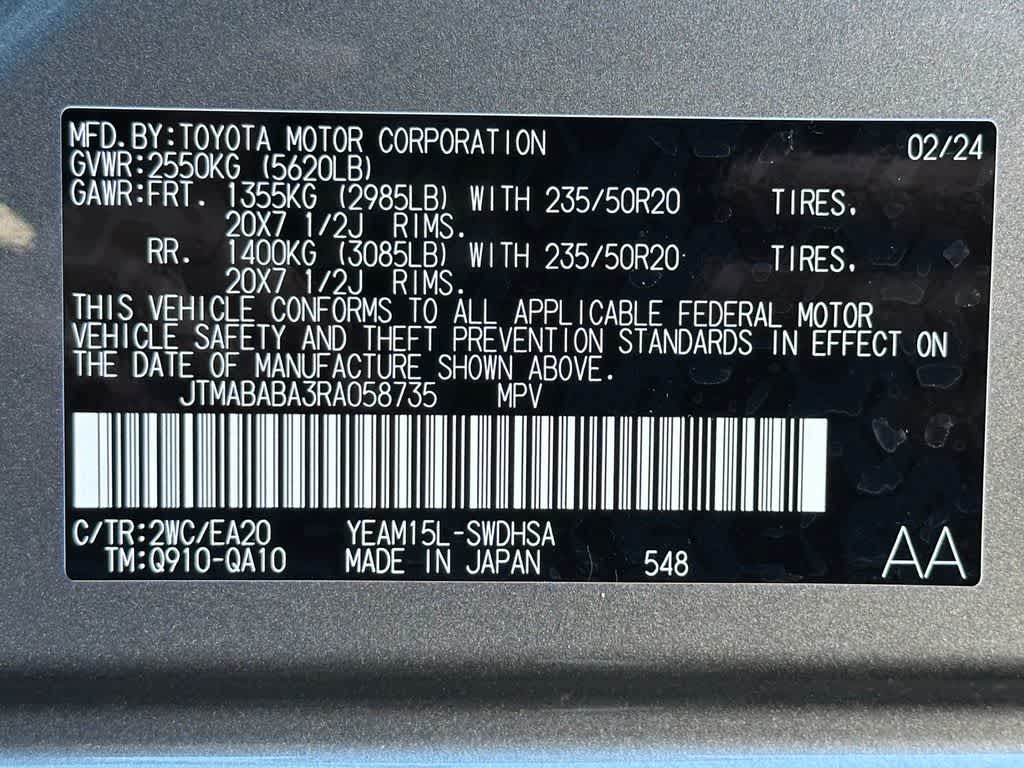 MFD.BY:TOYOTA MOTOR CORPORATION 02/24
GVWR:2550KG (5620LB)
GAWR:FRT. 1355KG (2985LB) WITH 235/50R20 TIRES.
20X7 1/2J RIMS.
RR. 1400KG (3085LB) WITH 235/50R20 TIRES.
20X7 1/2J RIMS.
THIS VEHICLE CONFORMS TO ALL APPLICABLE FEDERAL MOTOR
VEHICLE SAFETY AND THEFT PREVENTION STANDARDS IN EFFECT ON
THE DATE OF MANUFACTURE SHOWN ABOVE.
JTMABABA3RA058735 MPV
C/TR:2WC/EA20 YEAM15L-SWDHSA
TM:Q910-QA10 MADE IN JAPAN 548 AA